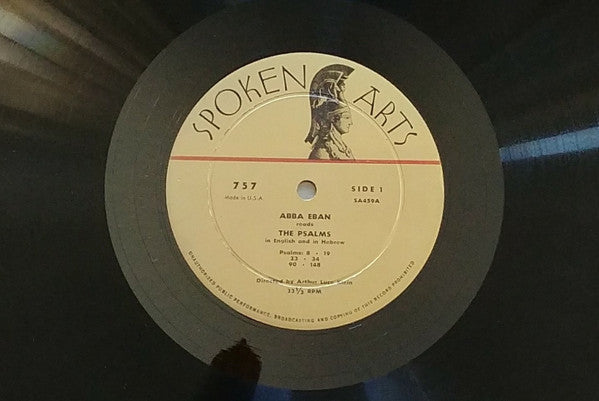 SPOKEN ARTS
757
SIDE 1
Made in U.S.A
SA459A
ABBA EBAN
reads
THE PSALMS
in English and in Hebrew
Psalms: 8 - 19
23 - 24
90 - 148
Directed by Arthur Luce Klein
33⅓ RPM
UNAUTHORIZED PUBLIC PERFORMANCE, BROADCASTING AND COPYING OF THIS RECORD PROHIBITED